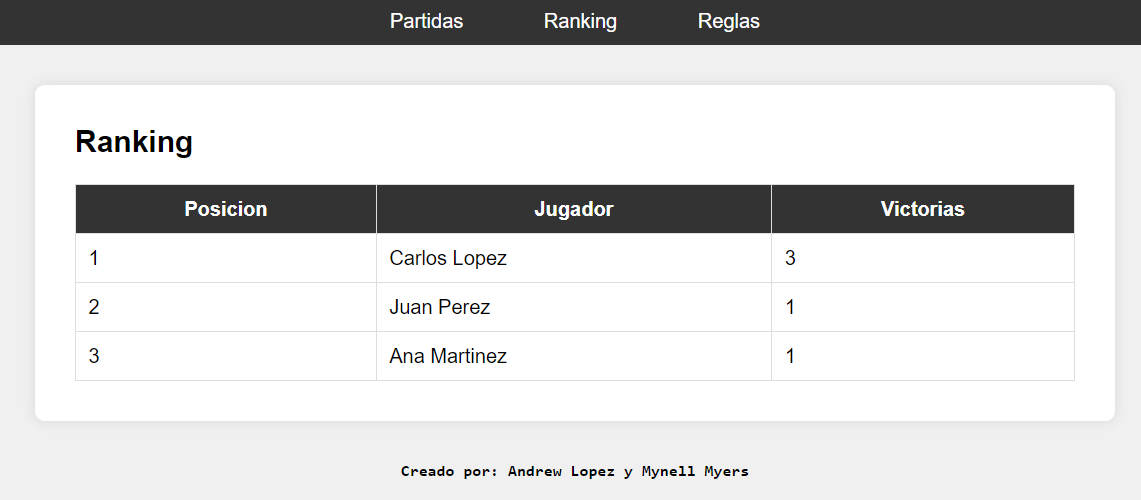 Partidas Ranking Reglas
Ranking
Posicion Jugador Victorias
1 Carlos Lopez 3
2 Juan Perez 1
3 Ana Martinez 1
Creado por: Andrew Lopez y Mynell Myers